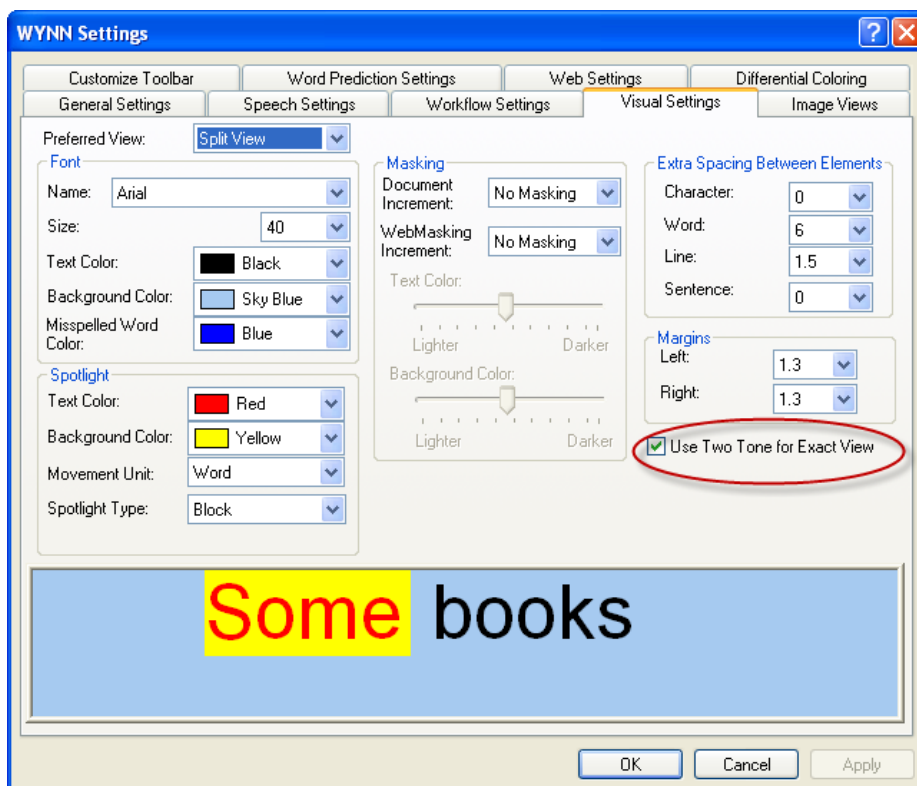 WYNN Settings
Customize Toolbar Word Prediction Settings Web Settings Differential Coloring
General Settings Speech Settings Workflow Settings Visual Settings Image Views
Preferred View: Split View
Font
Name: Arial
Size: 40
Text Color: Black
Background Color: Sky Blue
Misspelled Word
Color: Blue
Spotlight
Text Color: Red
Background Color: Yellow
Movement Unit: Word
Spotlight Type: Block
Masking
Document
Increment: No Masking
WebMasking
Increment: No Masking
Text Color:
Lighter Darker
Background Color:
Lighter Darker
Extra Spacing Between Elements
Character: 0
Word: 6
Line: 1.5
Sentence: 0
Margins
Left: 1.3
Right: 1.3
Use Two Tone for Exact View
Some books
OK Cancel Apply